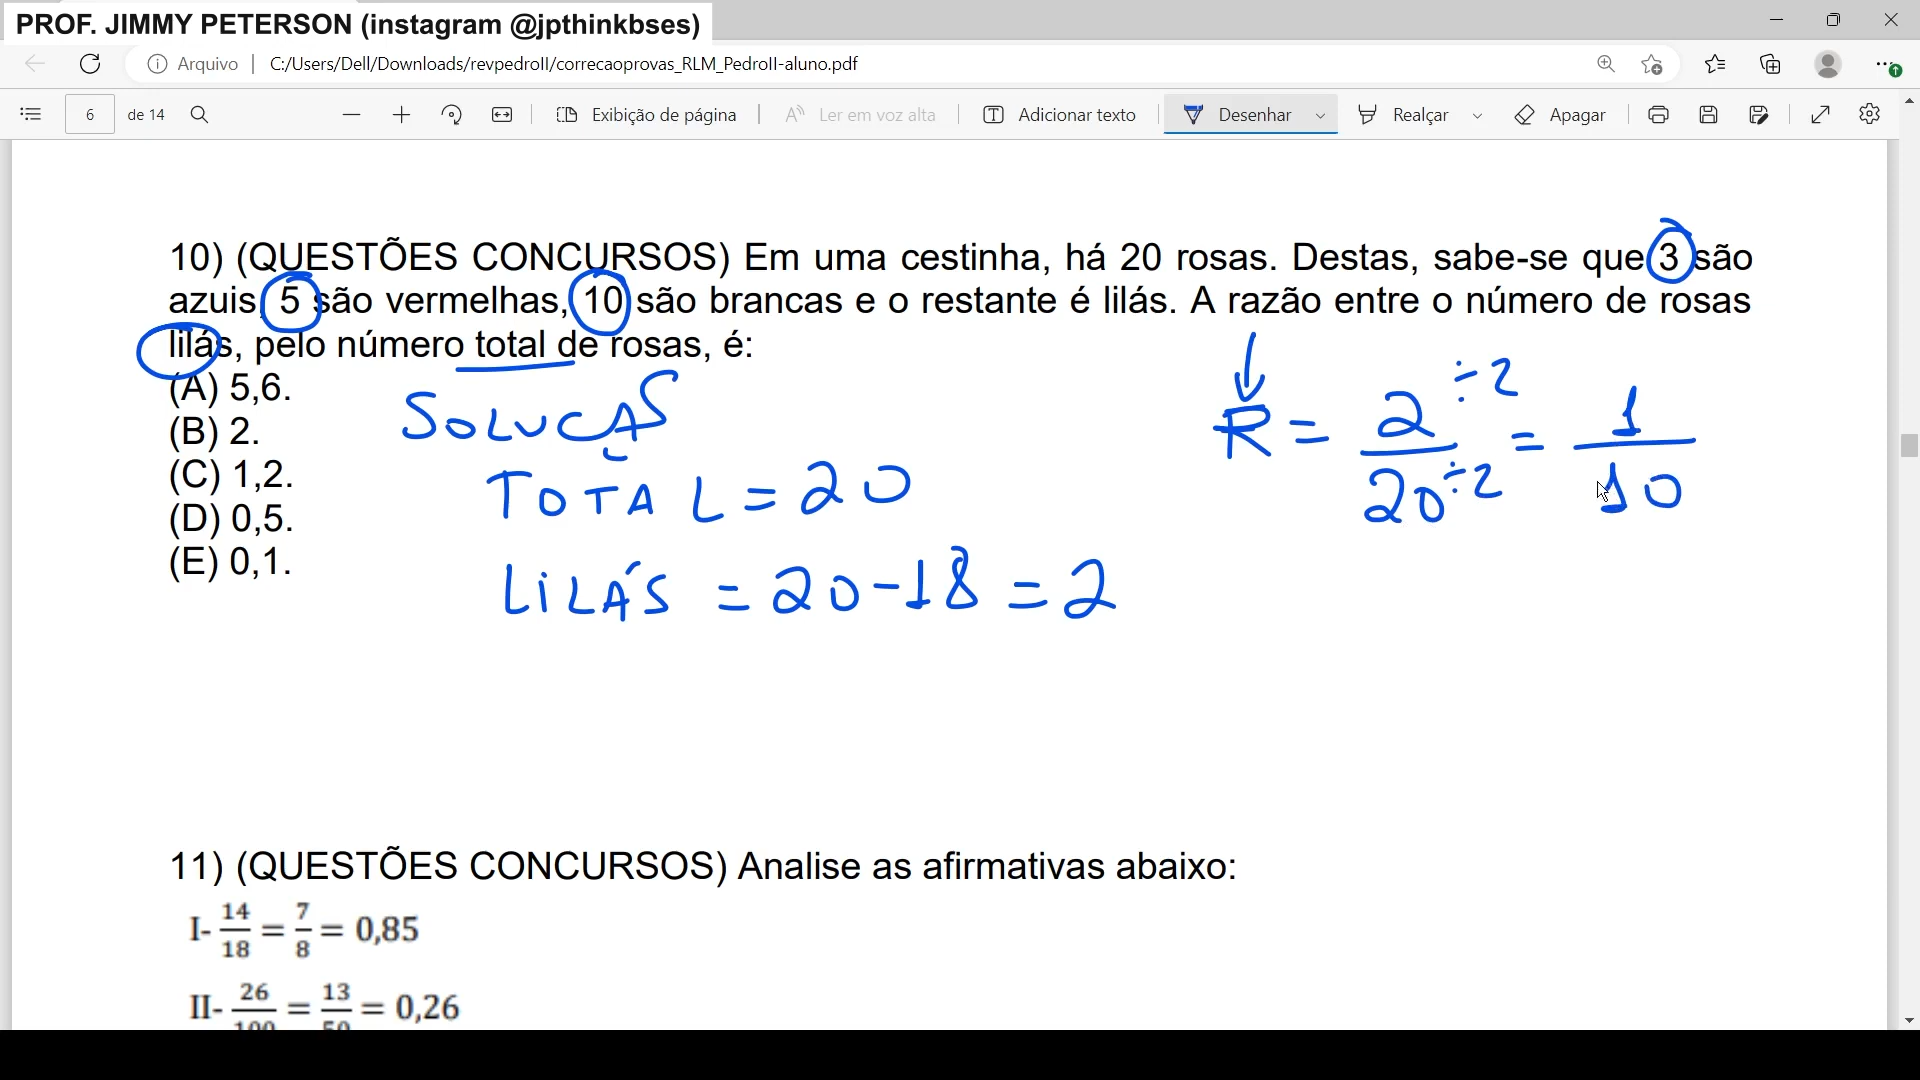 PROF. JIMMY PETERSON (instagram @jpthinkbses)
Arquivo | C:/Users/Dell/Downloads/revpedroII/correcaoprovas_RLM_PedroII-aluno.pdf
6 de 14 Exibição de página Ler em voz alta Adicionar texto Desenhar Realçar Apagar
10) (QUESTÕES CONCURSOS) Em uma cestinha, há 20 rosas. Destas, sabe-se que 3 são
azuis, 5 são vermelhas, 10 são brancas e o restante é lilás. A razão entre o número de rosas
lilás, pelo número total de rosas, é:
(A) 5,6.
(B) 2.
(C) 1,2.
(D) 0,5.
(E) 0,1.
SOLUÇÃO
TOTAL = 20
LILÁS = 20-18 = 2
R = 2÷2/20÷2 = 1/10
11) (QUESTÕES CONCURSOS) Analise as afirmativas abaixo:
I- 14/18 = 7/8 = 0,85
II- 26/100 = 13/50 = 0,26